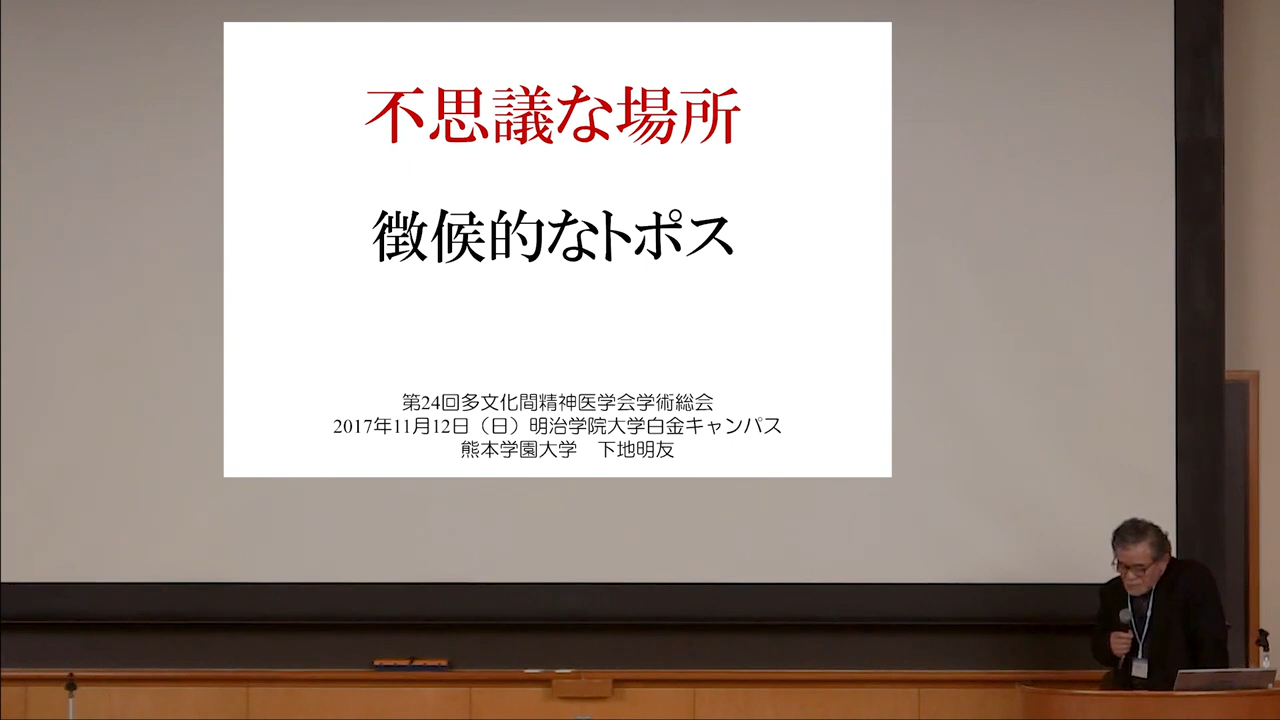 不思議な場所
徴候的なトポス
第24回多文化間精神医学会学術総会
2017年11月12日（日）明治学院大学白金キャンパス
熊本学園大学　下地明友